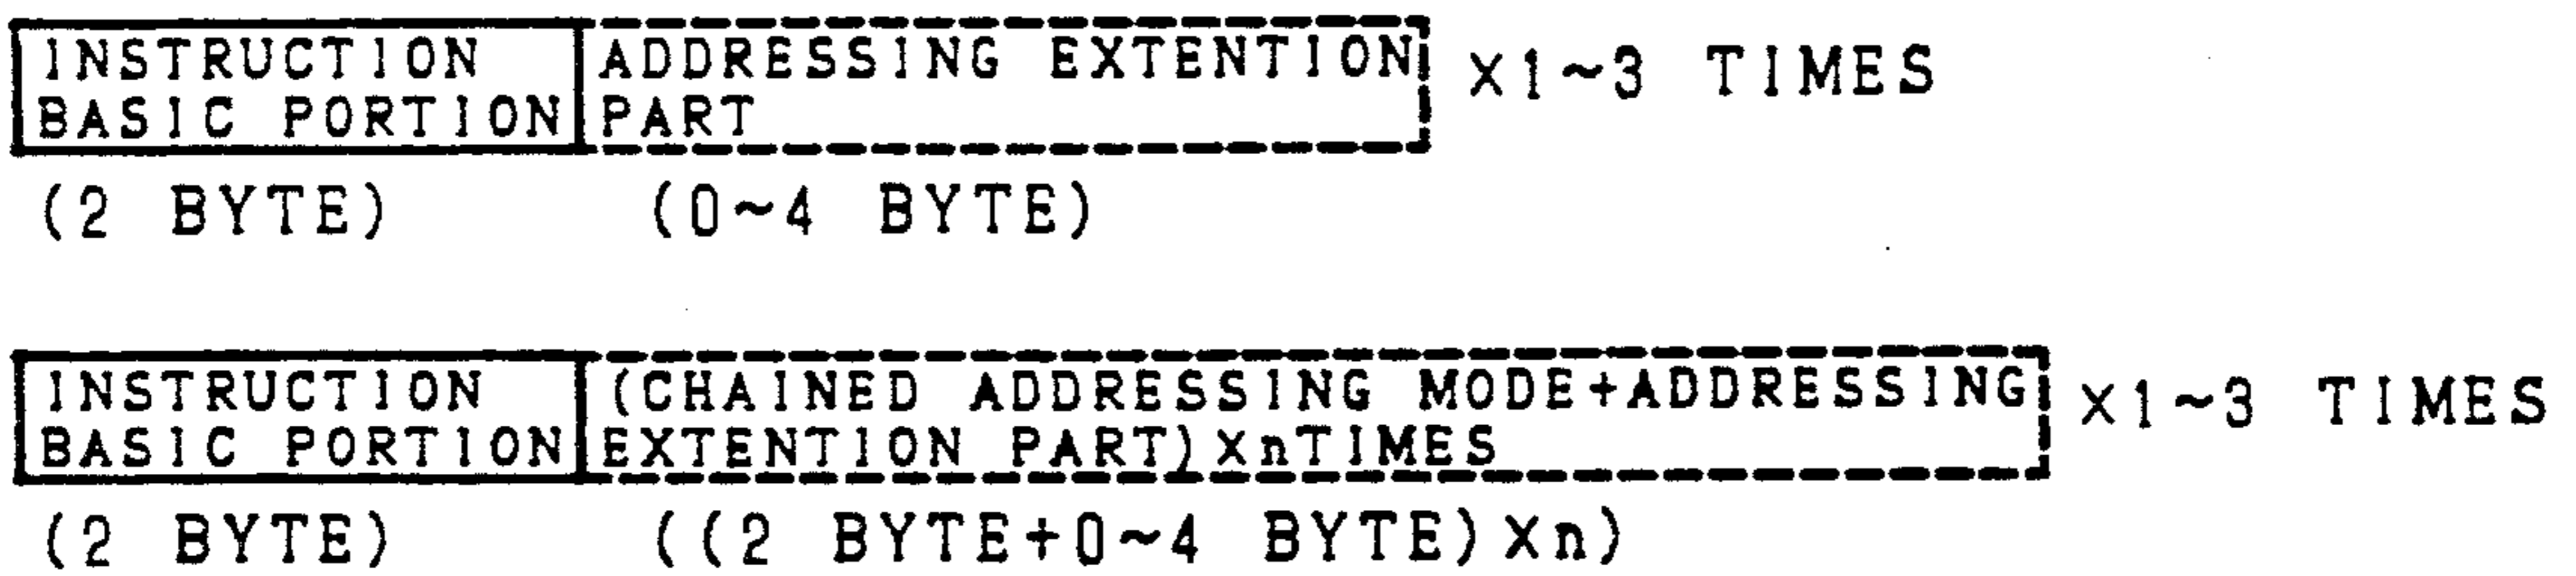 INSTRUCTION ADDRESSING EXTENTION ×1~3 TIMES
BASIC PORTION PART
(2 BYTE) (0~4 BYTE)
INSTRUCTION (CHAINED ADDRESSING MODE+ADDRESSING ×1~3 TIMES
BASIC PORTION EXTENTION PART)×nTIMES
(2 BYTE) ((2 BYTE+0~4 BYTE)×n)